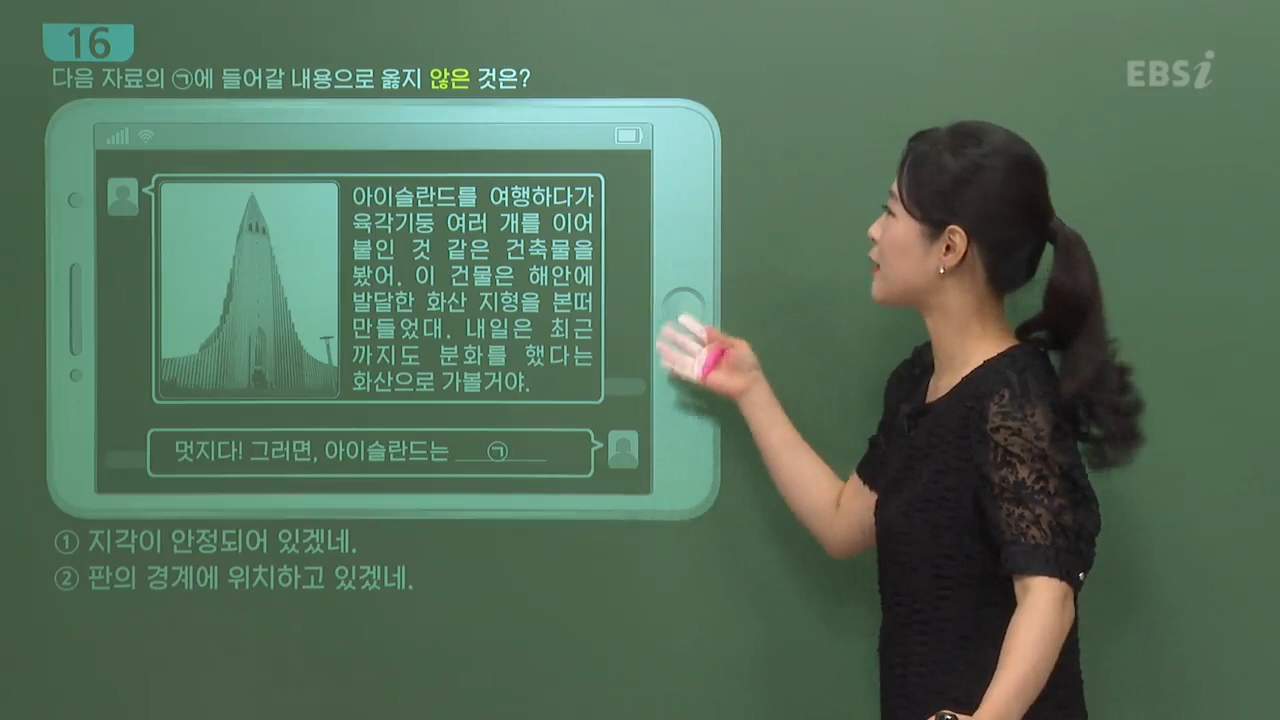 16
다음 자료의 ㉠에 들어갈 내용으로 옳지 않은 것은?
EBSi
아이슬란드를 여행하다가
육각기둥 여러 개를 이어
붙인 것 같은 건축물을
봤어. 이 건물은 해안에
발달한 화산 지형을 본떠
만들었대. 내일은 최근
까지도 분화를 했다는
화산으로 가볼거야.
멋지다! 그러면, 아이슬란드는 ___㉠___
① 지각이 안정되어 있겠네.
② 판의 경계에 위치하고 있겠네.